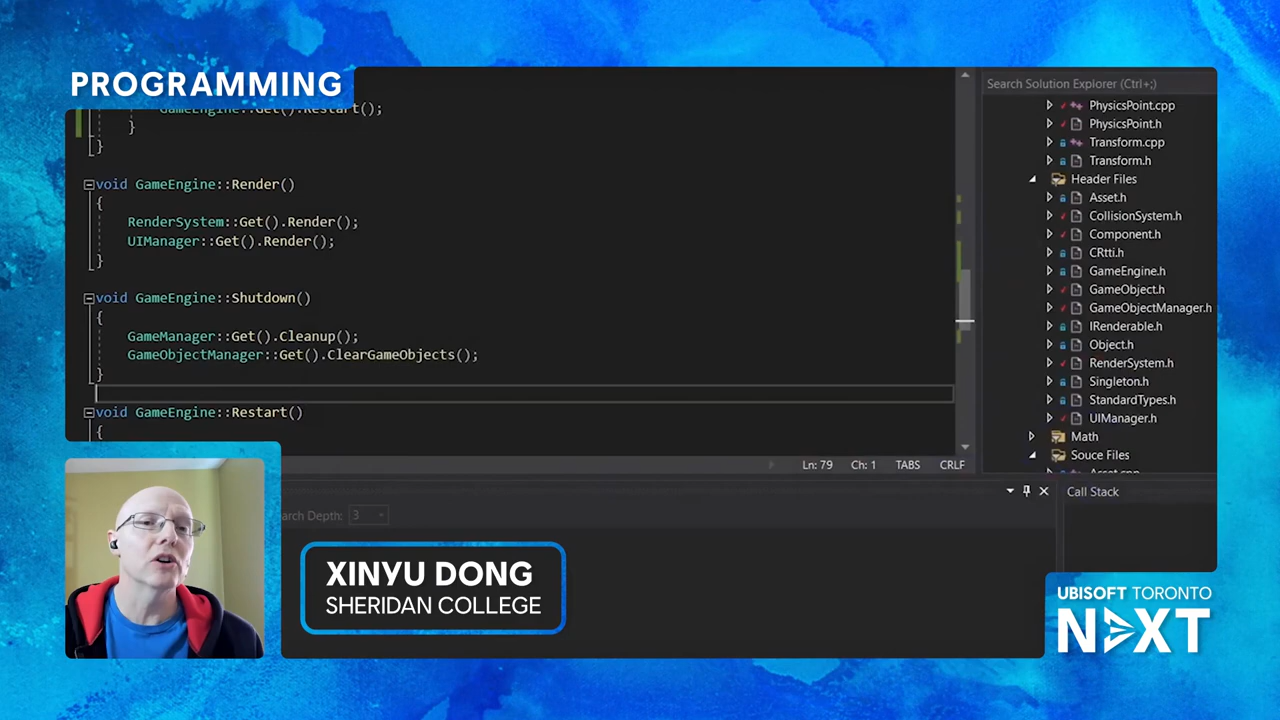 PROGRAMMING
GameEngine::Get().Restart();
}
}
void GameEngine::Render()
{
RenderSystem::Get().Render();
UIManager::Get().Render();
}
void GameEngine::Shutdown()
{
GameManager::Get().Cleanup();
GameObjectManager::Get().ClearGameObjects();
}
void GameEngine::Restart()
{
Ln: 79 Ch: 1 TABS CRLF
Search Solution Explorer (Ctrl+;)
PhysicsPoint.cpp
PhysicsPoint.h
Transform.cpp
Transform.h
Header Files
Asset.h
CollisionSystem.h
Component.h
CRtti.h
GameEngine.h
GameObject.h
GameObjectManager.h
IRenderable.h
Object.h
RenderSystem.h
Singleton.h
StandardTypes.h
UIManager.h
Math
Souce Files
Asset.cpp
Call Stack
arch Depth: 3
XINYU DONG
SHERIDAN COLLEGE
UBISOFT TORONTO
NEXT